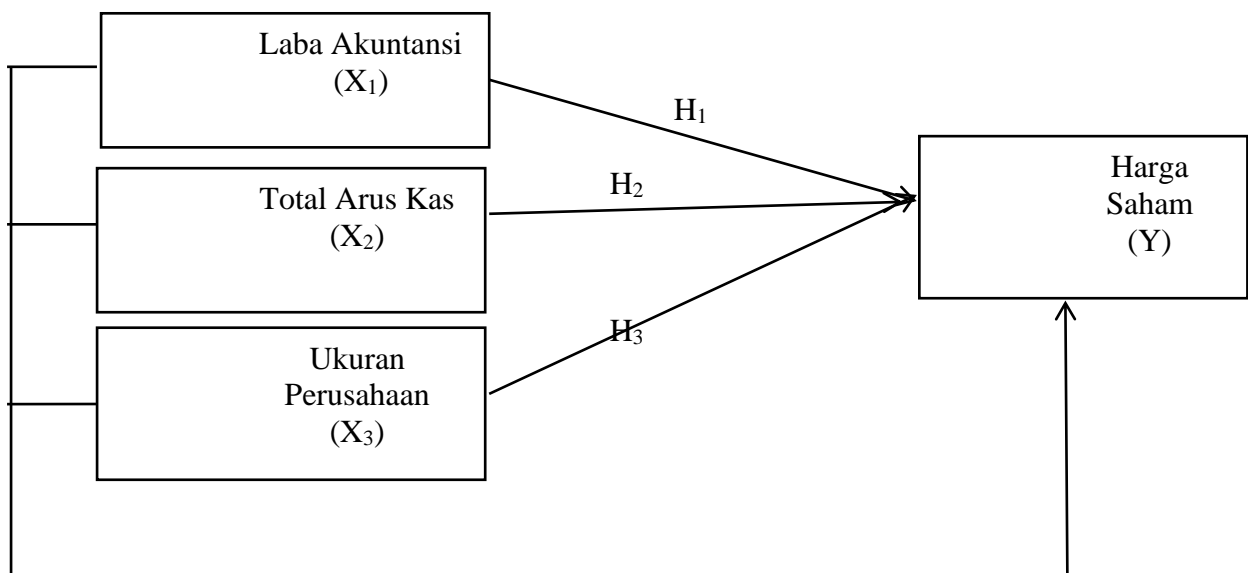 Laba Akuntansi
(X₁)
H₁
Total Arus Kas
(X₂)
H₂
Ukuran
Perusahaan
(X₃)
H₃
Harga
Saham
(Y)